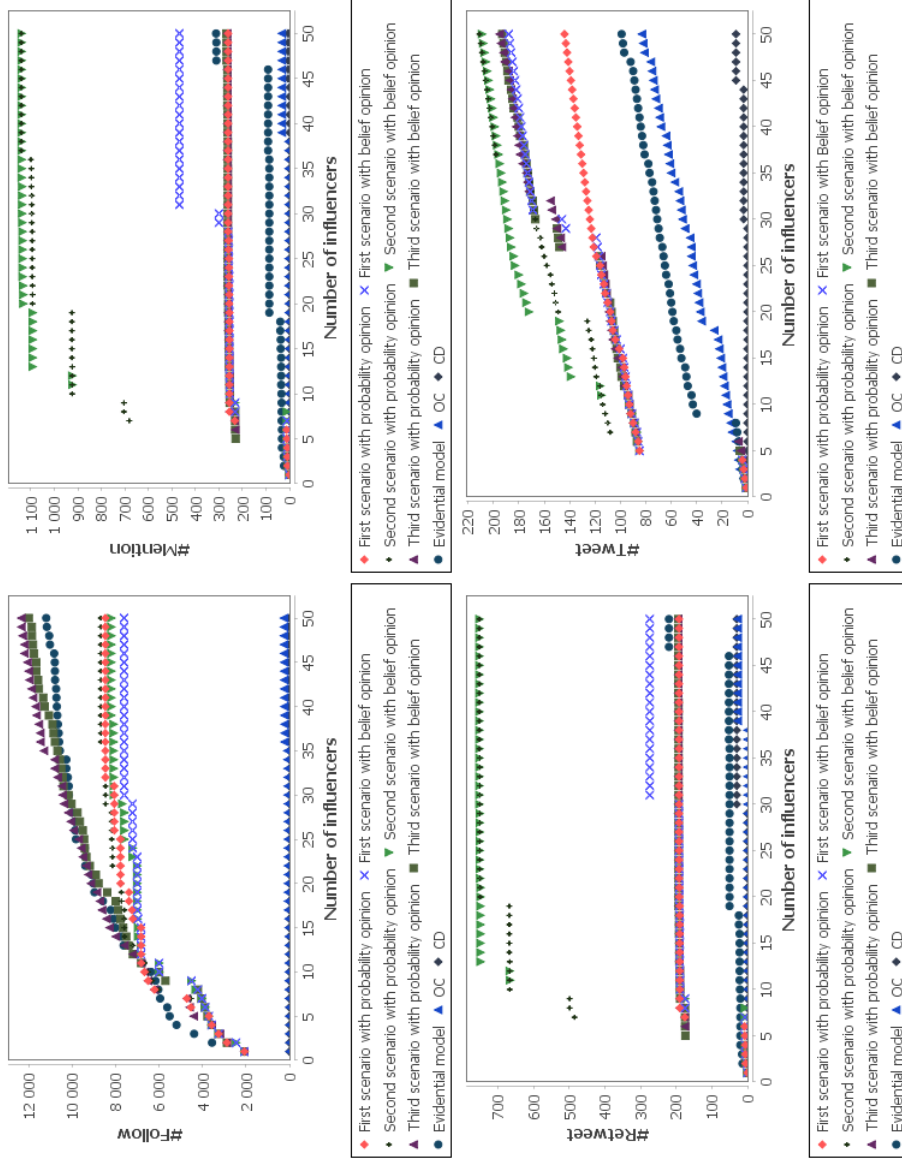 #Follow
12 000
10 000
8 000
6 000
4 000
2 000
0
0 5 10 15 20 25 30 35 40 45 50
Number of influencers
First scenario with probability opinion First scenario with belief opinion
Second scenario with probability opinion Second scenario with belief opinion
Third scenario with probability opinion Third scenario with belief opinion
Evidential model OC CD
#Mention
1 100
1 000
900
800
700
600
500
400
300
200
100
0
0 5 10 15 20 25 30 35 40 45 50
Number of influencers
First scenario with probability opinion First scenario with belief opinion
Second scenario with probability opinion Second scenario with belief opinion
Third scenario with probability opinion Third scenario with belief opinion
Evidential model OC CD
#Retweet
700
600
500
400
300
200
100
0
0 5 10 15 20 25 30 35 40 45 50
Number of influencers
First scenario with probability opinion First scenario with belief opinion
Second scenario with probability opinion Second scenario with belief opinion
Third scenario with probability opinion Third scenario with belief opinion
Evidential model OC CD
#Tweet
220
200
180
160
140
120
100
80
60
40
20
0
0 5 10 15 20 25 30 35 40 45 50
Number of influencers
First scenario with probability opinion First scenario with Belief opinion
Second scenario with probability opinion Second scenario with belief opinion
Third scenario with probability opinion Third scenario with belief opinion
Evidential model OC CD